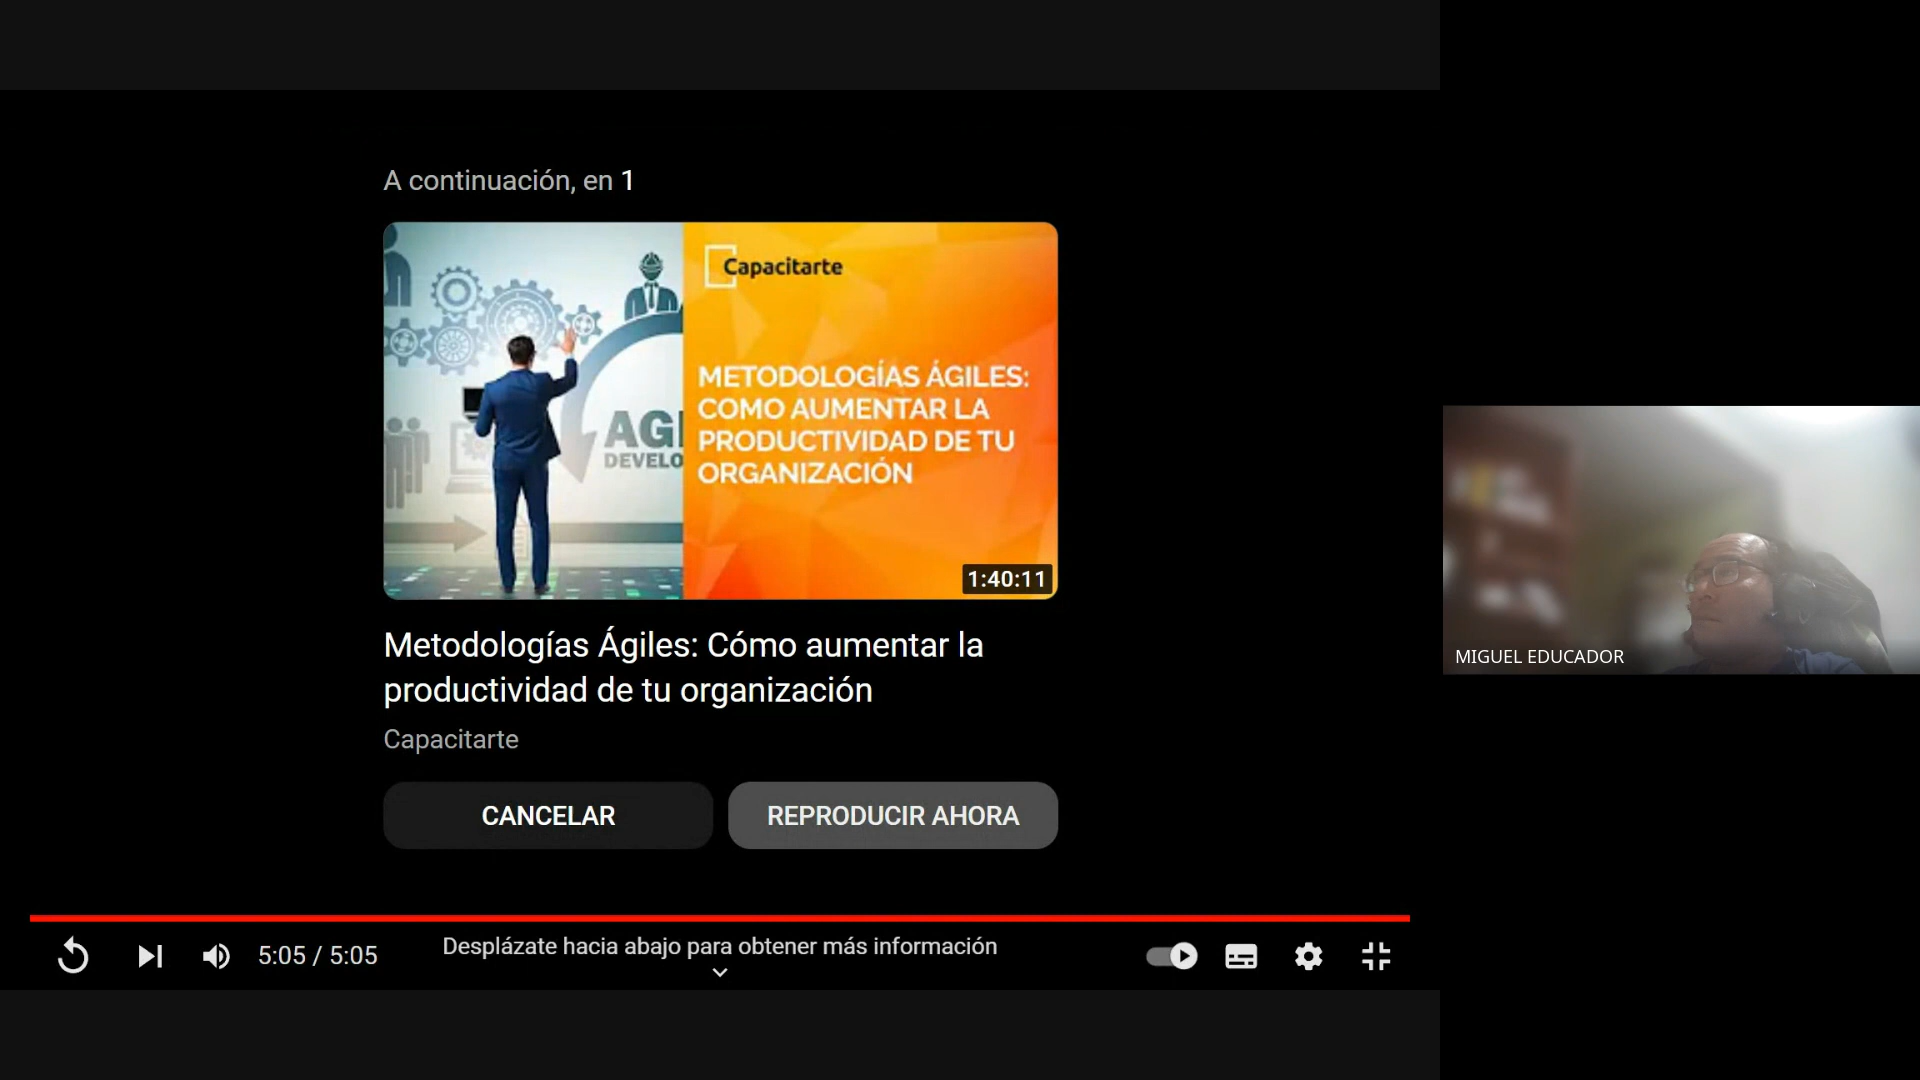 A continuación, en 1
Capacitarte
METODOLOGÍAS ÁGILES:
COMO AUMENTAR LA
PRODUCTIVIDAD DE TU
ORGANIZACIÓN
AGI
DEVELO
1:40:11
Metodologías Ágiles: Cómo aumentar la
productividad de tu organización
Capacitarte
CANCELAR
REPRODUCIR AHORA
5:05 / 5:05
Desplázate hacia abajo para obtener más información
MIGUEL EDUCADOR